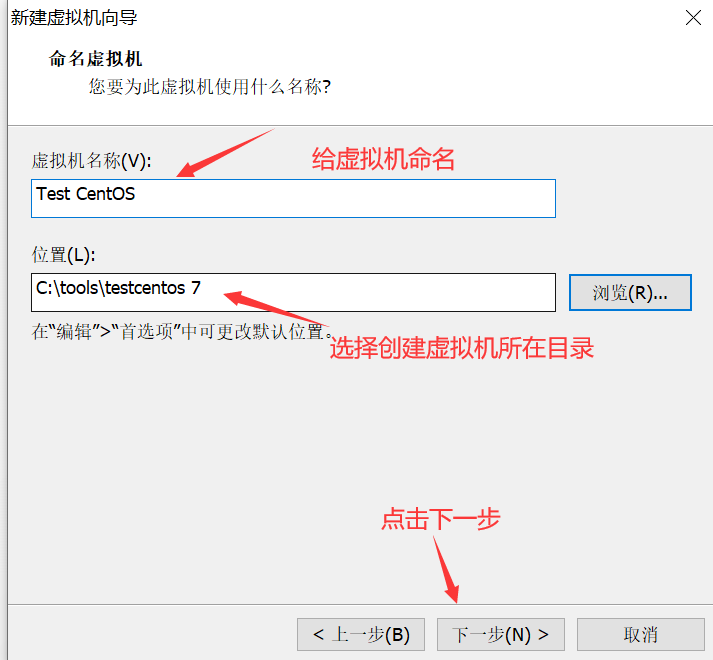 新建虚拟机向导
命名虚拟机
您要为此虚拟机使用什么名称?
虚拟机名称(V):
给虚拟机命名
Test CentOS
位置(L):
C:\tools\testcentos 7
浏览(R)...
在“编辑”>“首选项”中可更改默认位置。
选择创建虚拟机所在目录
点击下一步
< 上一步(B)
下一步(N) >
取消